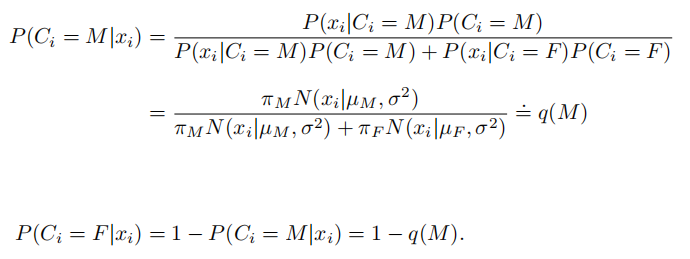 P(C_i = M|x_i) = \frac{P(x_i|C_i = M)P(C_i = M)}{P(x_i|C_i = M)P(C_i = M) + P(x_i|C_i = F)P(C_i = F)}
= \frac{\pi_M N(x_i|\mu_M, \sigma^2)}{\pi_M N(x_i|\mu_M, \sigma^2) + \pi_F N(x_i|\mu_F, \sigma^2)} \doteq q(M)
P(C_i = F|x_i) = 1 − P(C_i = M|x_i) = 1 − q(M).